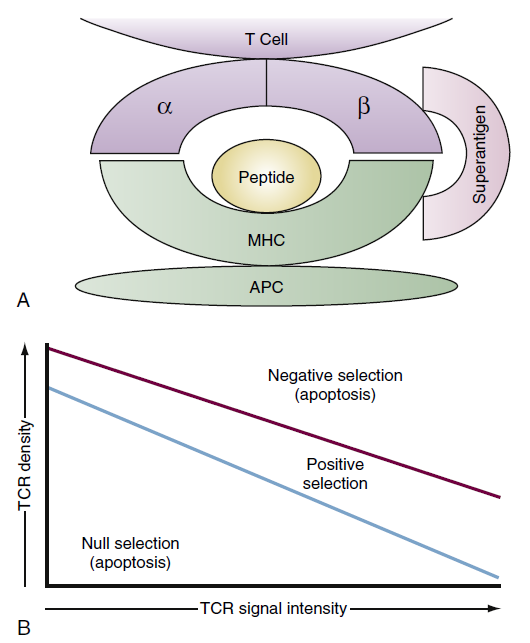 T Cell
α
β
Superantigen
Peptide
MHC
APC
A
Negative selection
(apoptosis)
Positive
selection
Null selection
(apoptosis)
TCR density
TCR signal intensity
B